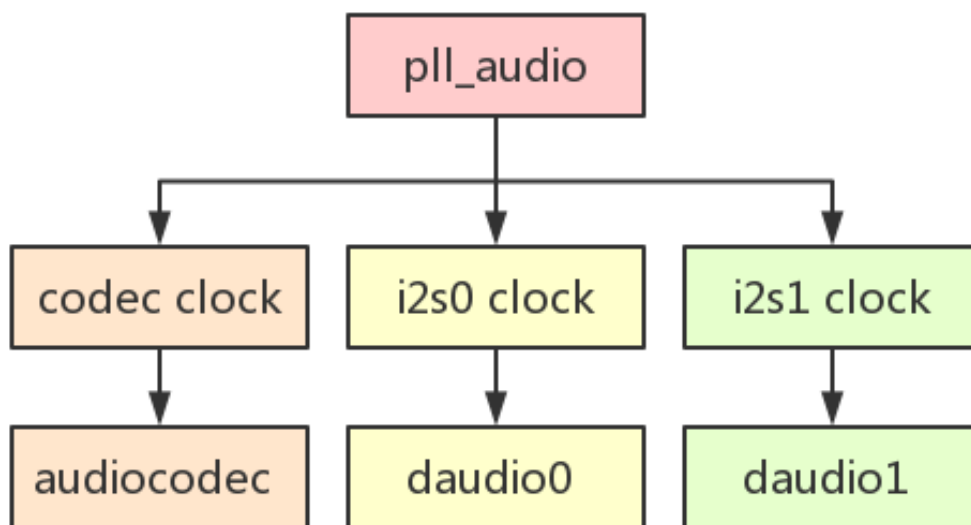 pll_audio
codec clock
i2s0 clock
i2s1 clock
audiocodec
daudio0
daudio1